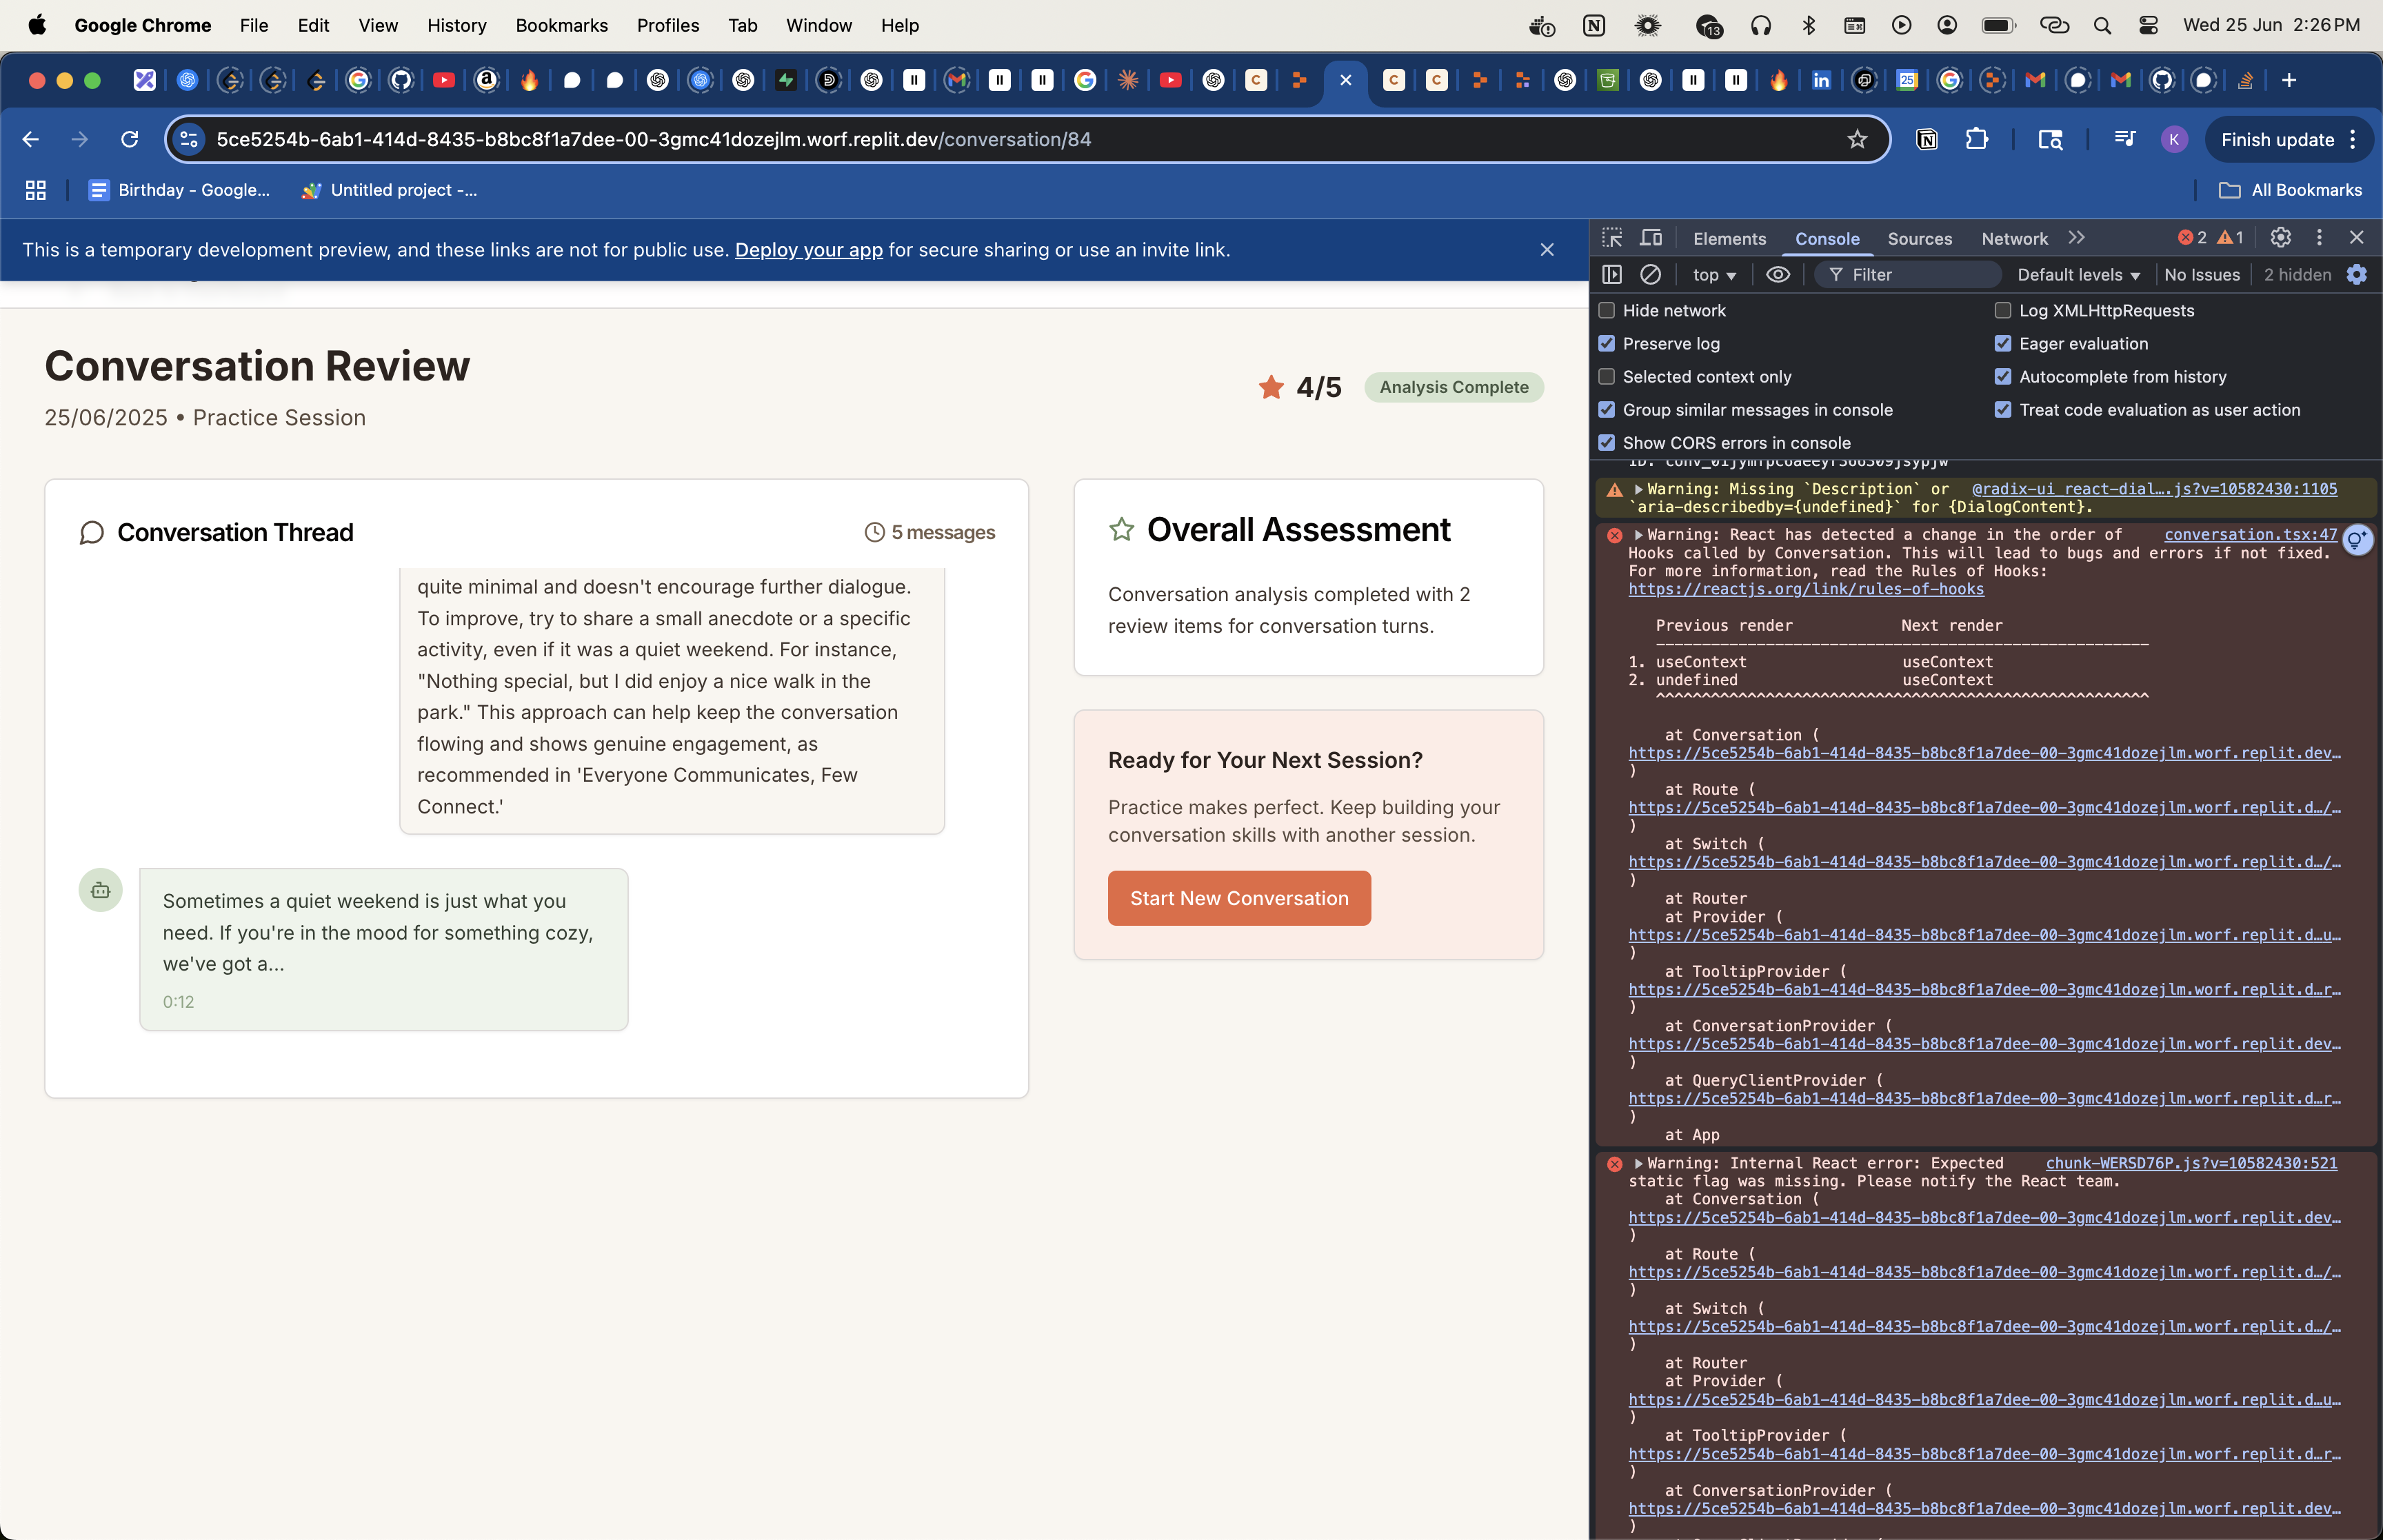 Google Chrome File Edit View History Bookmarks Profiles Tab Window Help
13
Wed 25 Jun 2:26 PM
5ce5254b-6ab1-414d-8435-b8bc8f1a7dee-00-3gmc41dozejlm.worf.replit.dev/conversation/84
K
Finish update
Birthday - Google...
Untitled project -...
All Bookmarks
This is a temporary development preview, and these links are not for public use. Deploy your app for secure sharing or use an invite link.
Conversation Review
25/06/2025 • Practice Session
4/5
Analysis Complete
Conversation Thread
5 messages
quite minimal and doesn't encourage further dialogue.
To improve, try to share a small anecdote or a specific
activity, even if it was a quiet weekend. For instance,
"Nothing special, but I did enjoy a nice walk in the
park." This approach can help keep the conversation
flowing and shows genuine engagement, as
recommended in 'Everyone Communicates, Few
Connect.'
Sometimes a quiet weekend is just what you
need. If you're in the mood for something cozy,
we've got a...
0:12
Overall Assessment
Conversation analysis completed with 2
review items for conversation turns.
Ready for Your Next Session?
Practice makes perfect. Keep building your
conversation skills with another session.
Start New Conversation
Elements Console Sources Network
2 1
top
Filter
Default levels
No Issues
2 hidden
Hide network
Log XMLHttpRequests
Preserve log
Eager evaluation
Selected context only
Autocomplete from history
Group similar messages in console
Treat code evaluation as user action
Show CORS errors in console
Warning: Missing `Description` or @radix-ui_react-dial….js?v=10582430:1105
`aria-describedby={undefined}` for {DialogContent}.
Warning: React has detected a change in the order of conversation.tsx:47
Hooks called by Conversation. This will lead to bugs and errors if not fixed.
For more information, read the Rules of Hooks:
https://reactjs.org/link/rules-of-hooks
Previous render Next render
------------------------------------------------------
1. useContext useContext
2. undefined useContext
^^^^^^^^^^^^^^^^^^^^^^^^^^^^^^^^^^^^^^^^^^^^^^^^^^^^^^
at Conversation (
https://5ce5254b-6ab1-414d-8435-b8bc8f1a7dee-00-3gmc41dozejlm.worf.replit.dev…
)
at Route (
https://5ce5254b-6ab1-414d-8435-b8bc8f1a7dee-00-3gmc41dozejlm.worf.replit.d…/…
)
at Switch (
https://5ce5254b-6ab1-414d-8435-b8bc8f1a7dee-00-3gmc41dozejlm.worf.replit.d…/…
)
at Router
at Provider (
https://5ce5254b-6ab1-414d-8435-b8bc8f1a7dee-00-3gmc41dozejlm.worf.replit.d…u…
)
at TooltipProvider (
https://5ce5254b-6ab1-414d-8435-b8bc8f1a7dee-00-3gmc41dozejlm.worf.replit.d…r…
)
at ConversationProvider (
https://5ce5254b-6ab1-414d-8435-b8bc8f1a7dee-00-3gmc41dozejlm.worf.replit.dev…
)
at QueryClientProvider (
https://5ce5254b-6ab1-414d-8435-b8bc8f1a7dee-00-3gmc41dozejlm.worf.replit.d…r…
)
at App
Warning: Internal React error: Expected chunk-WERSD76P.js?v=10582430:521
static flag was missing. Please notify the React team.
at Conversation (
https://5ce5254b-6ab1-414d-8435-b8bc8f1a7dee-00-3gmc41dozejlm.worf.replit.dev…
)
at Route (
https://5ce5254b-6ab1-414d-8435-b8bc8f1a7dee-00-3gmc41dozejlm.worf.replit.d…/…
)
at Switch (
https://5ce5254b-6ab1-414d-8435-b8bc8f1a7dee-00-3gmc41dozejlm.worf.replit.d…/…
)
at Router
at Provider (
https://5ce5254b-6ab1-414d-8435-b8bc8f1a7dee-00-3gmc41dozejlm.worf.replit.d…u…
)
at TooltipProvider (
https://5ce5254b-6ab1-414d-8435-b8bc8f1a7dee-00-3gmc41dozejlm.worf.replit.d…r…
)
at ConversationProvider (
https://5ce5254b-6ab1-414d-8435-b8bc8f1a7dee-00-3gmc41dozejlm.worf.replit.dev…
)